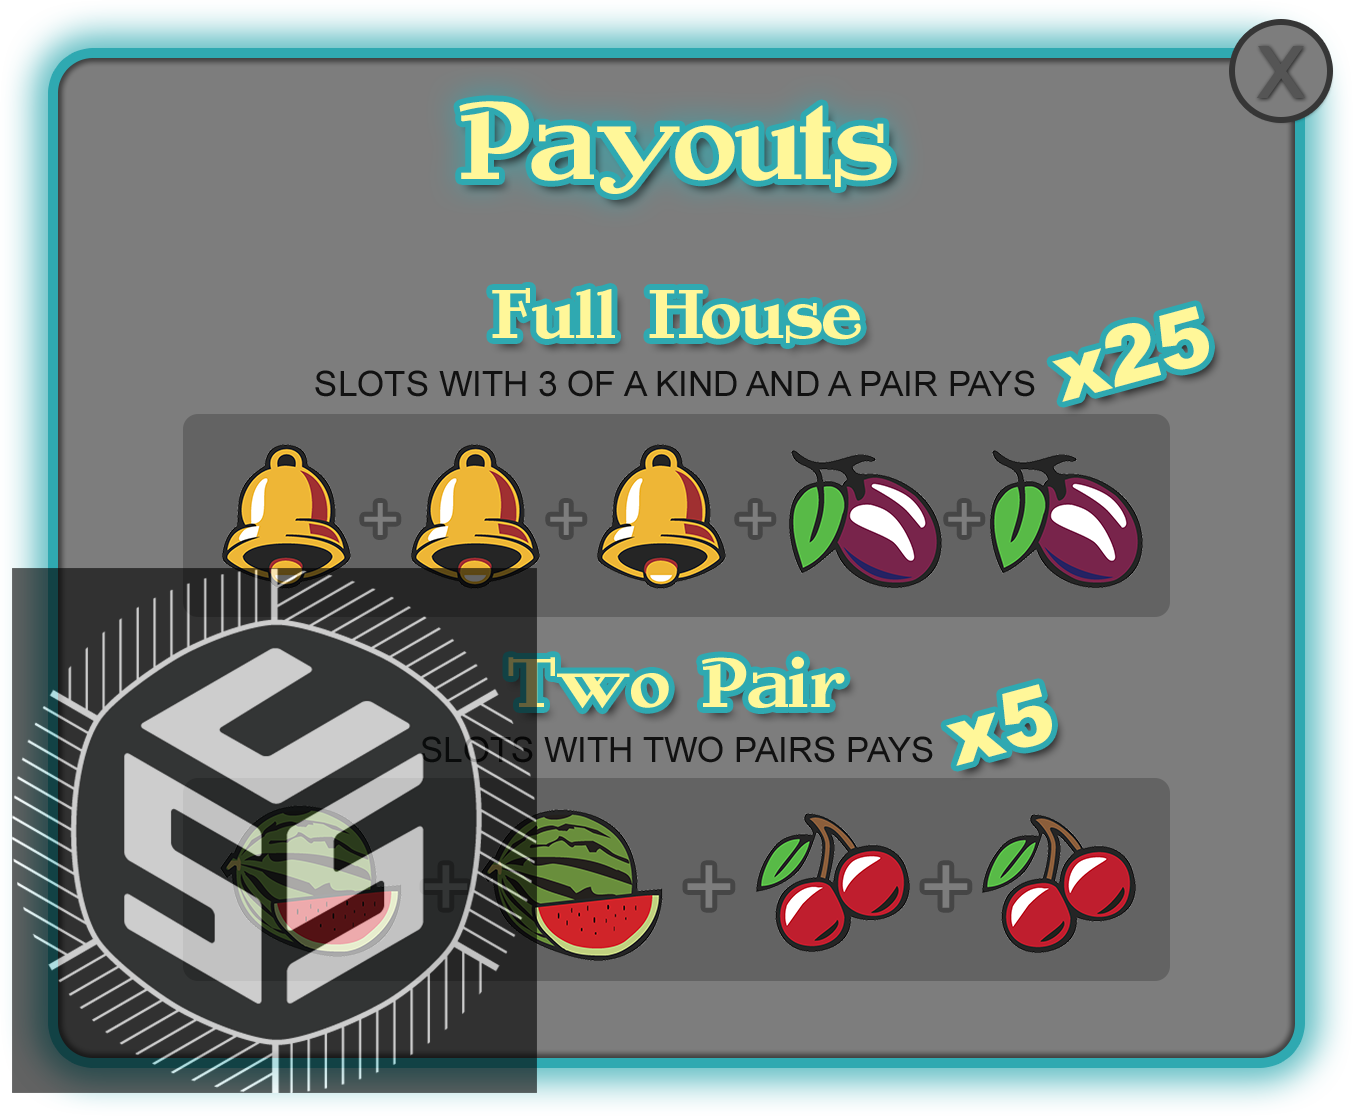 X
Payouts
Full House
SLOTS WITH 3 OF A KIND AND A PAIR PAYS
x25
Two Pair
SLOTS WITH TWO PAIRS PAYS
x5